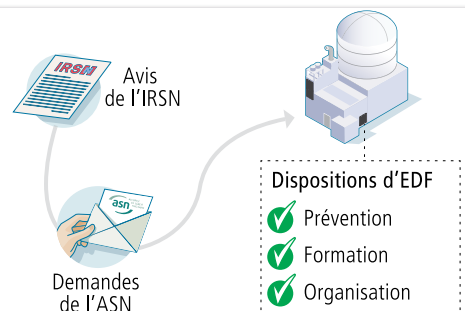 IRSN
Avis
de l'IRSN
asn
Demandes
de l'ASN
Dispositions d'EDF
Prévention
Formation
Organisation